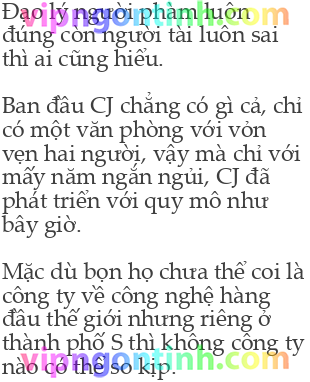 Đạo lý người phàm luôn
vipngontinh.com
đúng còn người tài luôn sai
thì ai cũng hiểu.
Ban đầu CJ chẳng có gì cả, chỉ
có một văn phòng với vỏn
vẹn hai người, vậy mà chỉ với
mấy năm ngắn ngủi, CJ đã
phát triển với quy mô như
bây giờ.
Mặc dù bọn họ chưa thể coi là
công ty về công nghệ hàng
đầu thế giới nhưng riêng ở
thành phố S thì không công ty
vipngontinh.com
nào có thể so kịp.